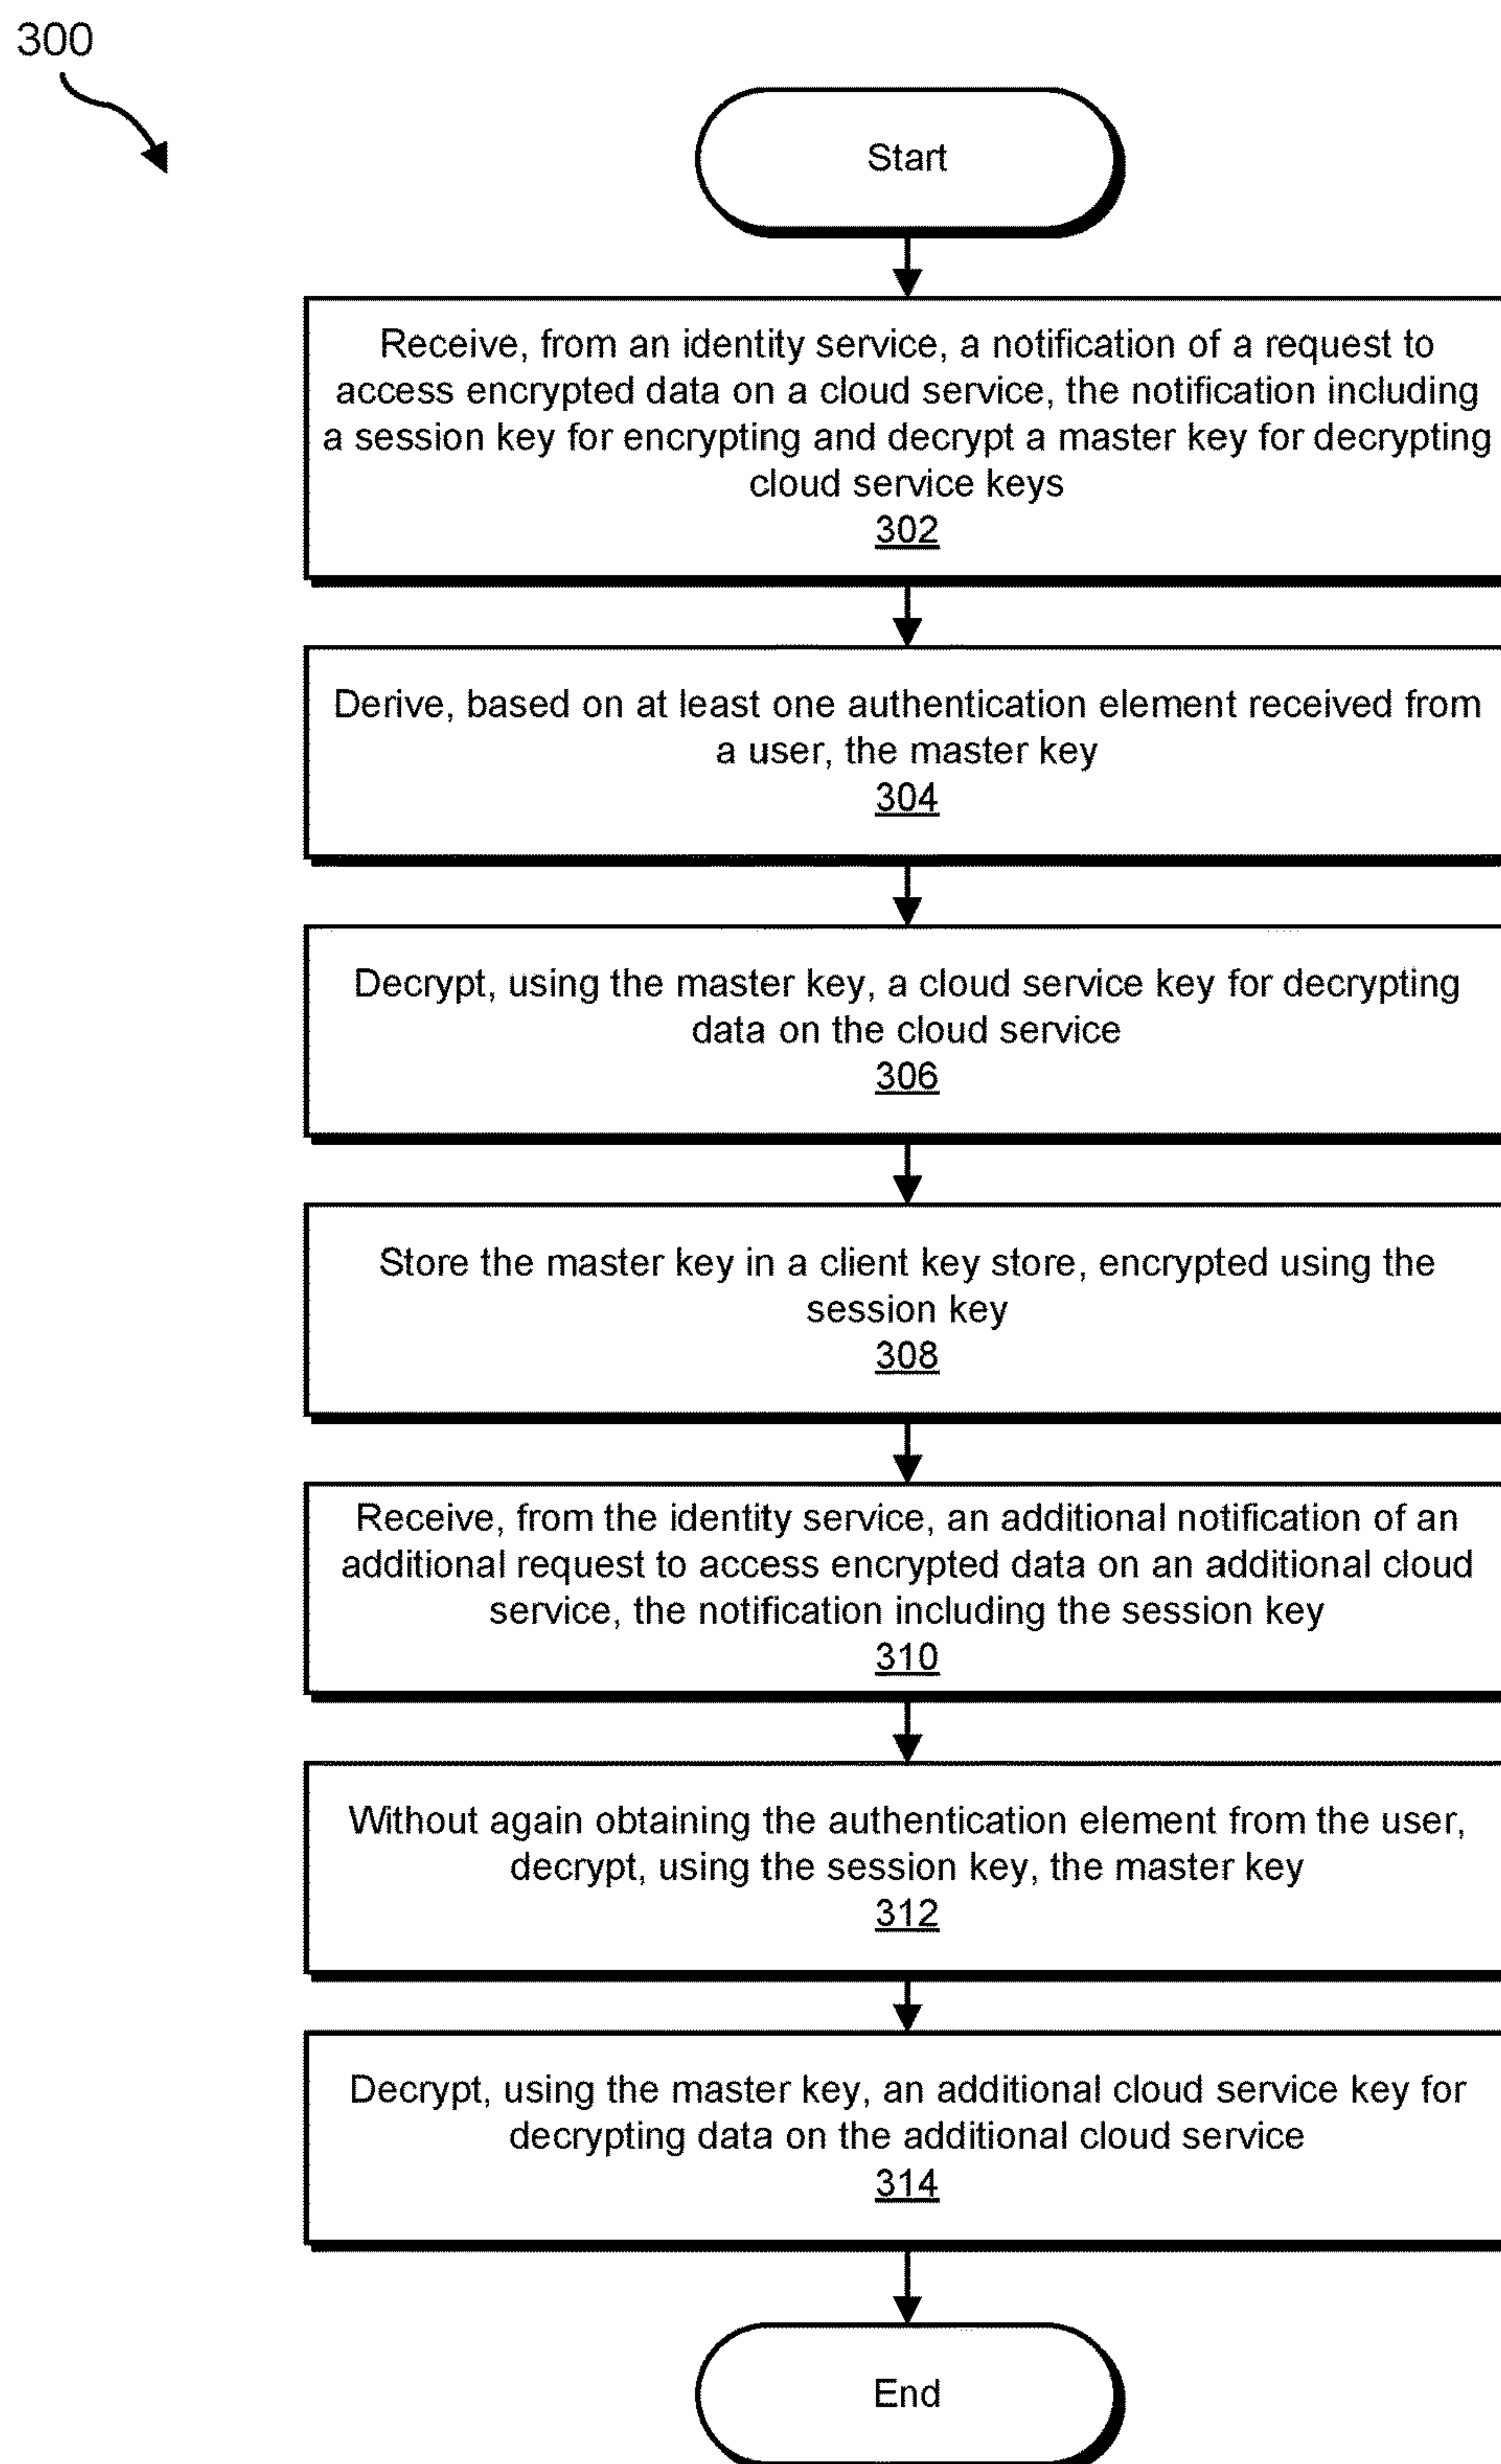 300
Start
Receive, from an identity service, a notification of a request to
access encrypted data on a cloud service, the notification including
a session key for encrypting and decrypt a master key for decrypting
cloud service keys
302
Derive, based on at least one authentication element received from
a user, the master key
304
Decrypt, using the master key, a cloud service key for decrypting
data on the cloud service
306
Store the master key in a client key store, encrypted using the
session key
308
Receive, from the identity service, an additional notification of an
additional request to access encrypted data on an additional cloud
service, the notification including the session key
310
Without again obtaining the authentication element from the user,
decrypt, using the session key, the master key
312
Decrypt, using the master key, an additional cloud service key for
decrypting data on the additional cloud service
314
End